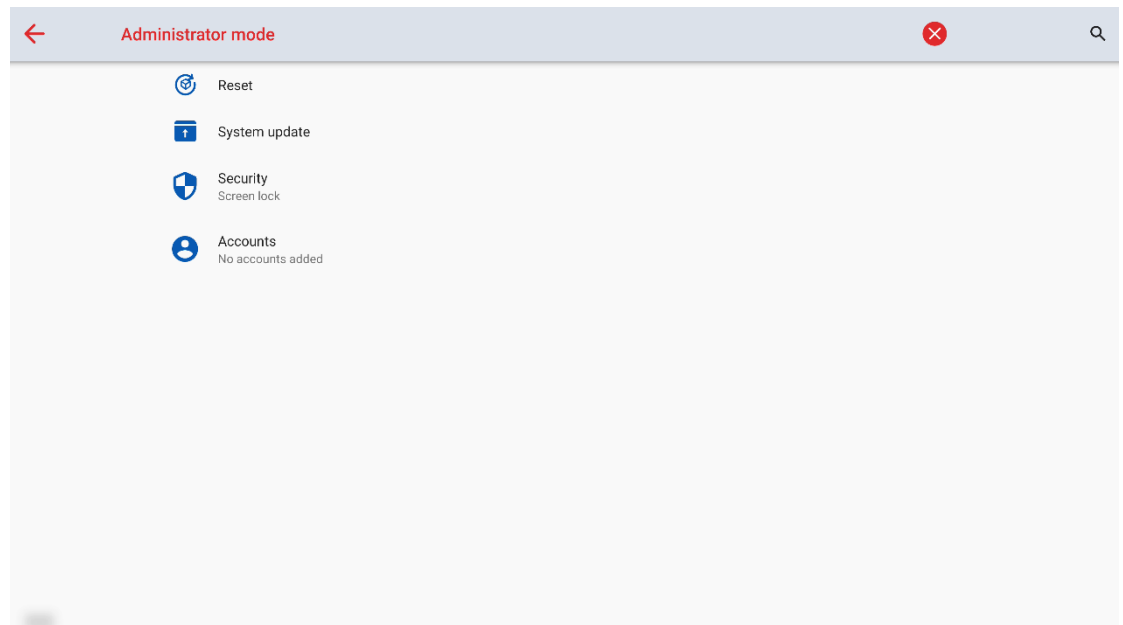 Administrator mode
Reset
System update
Security
Screen lock
Accounts
No accounts added